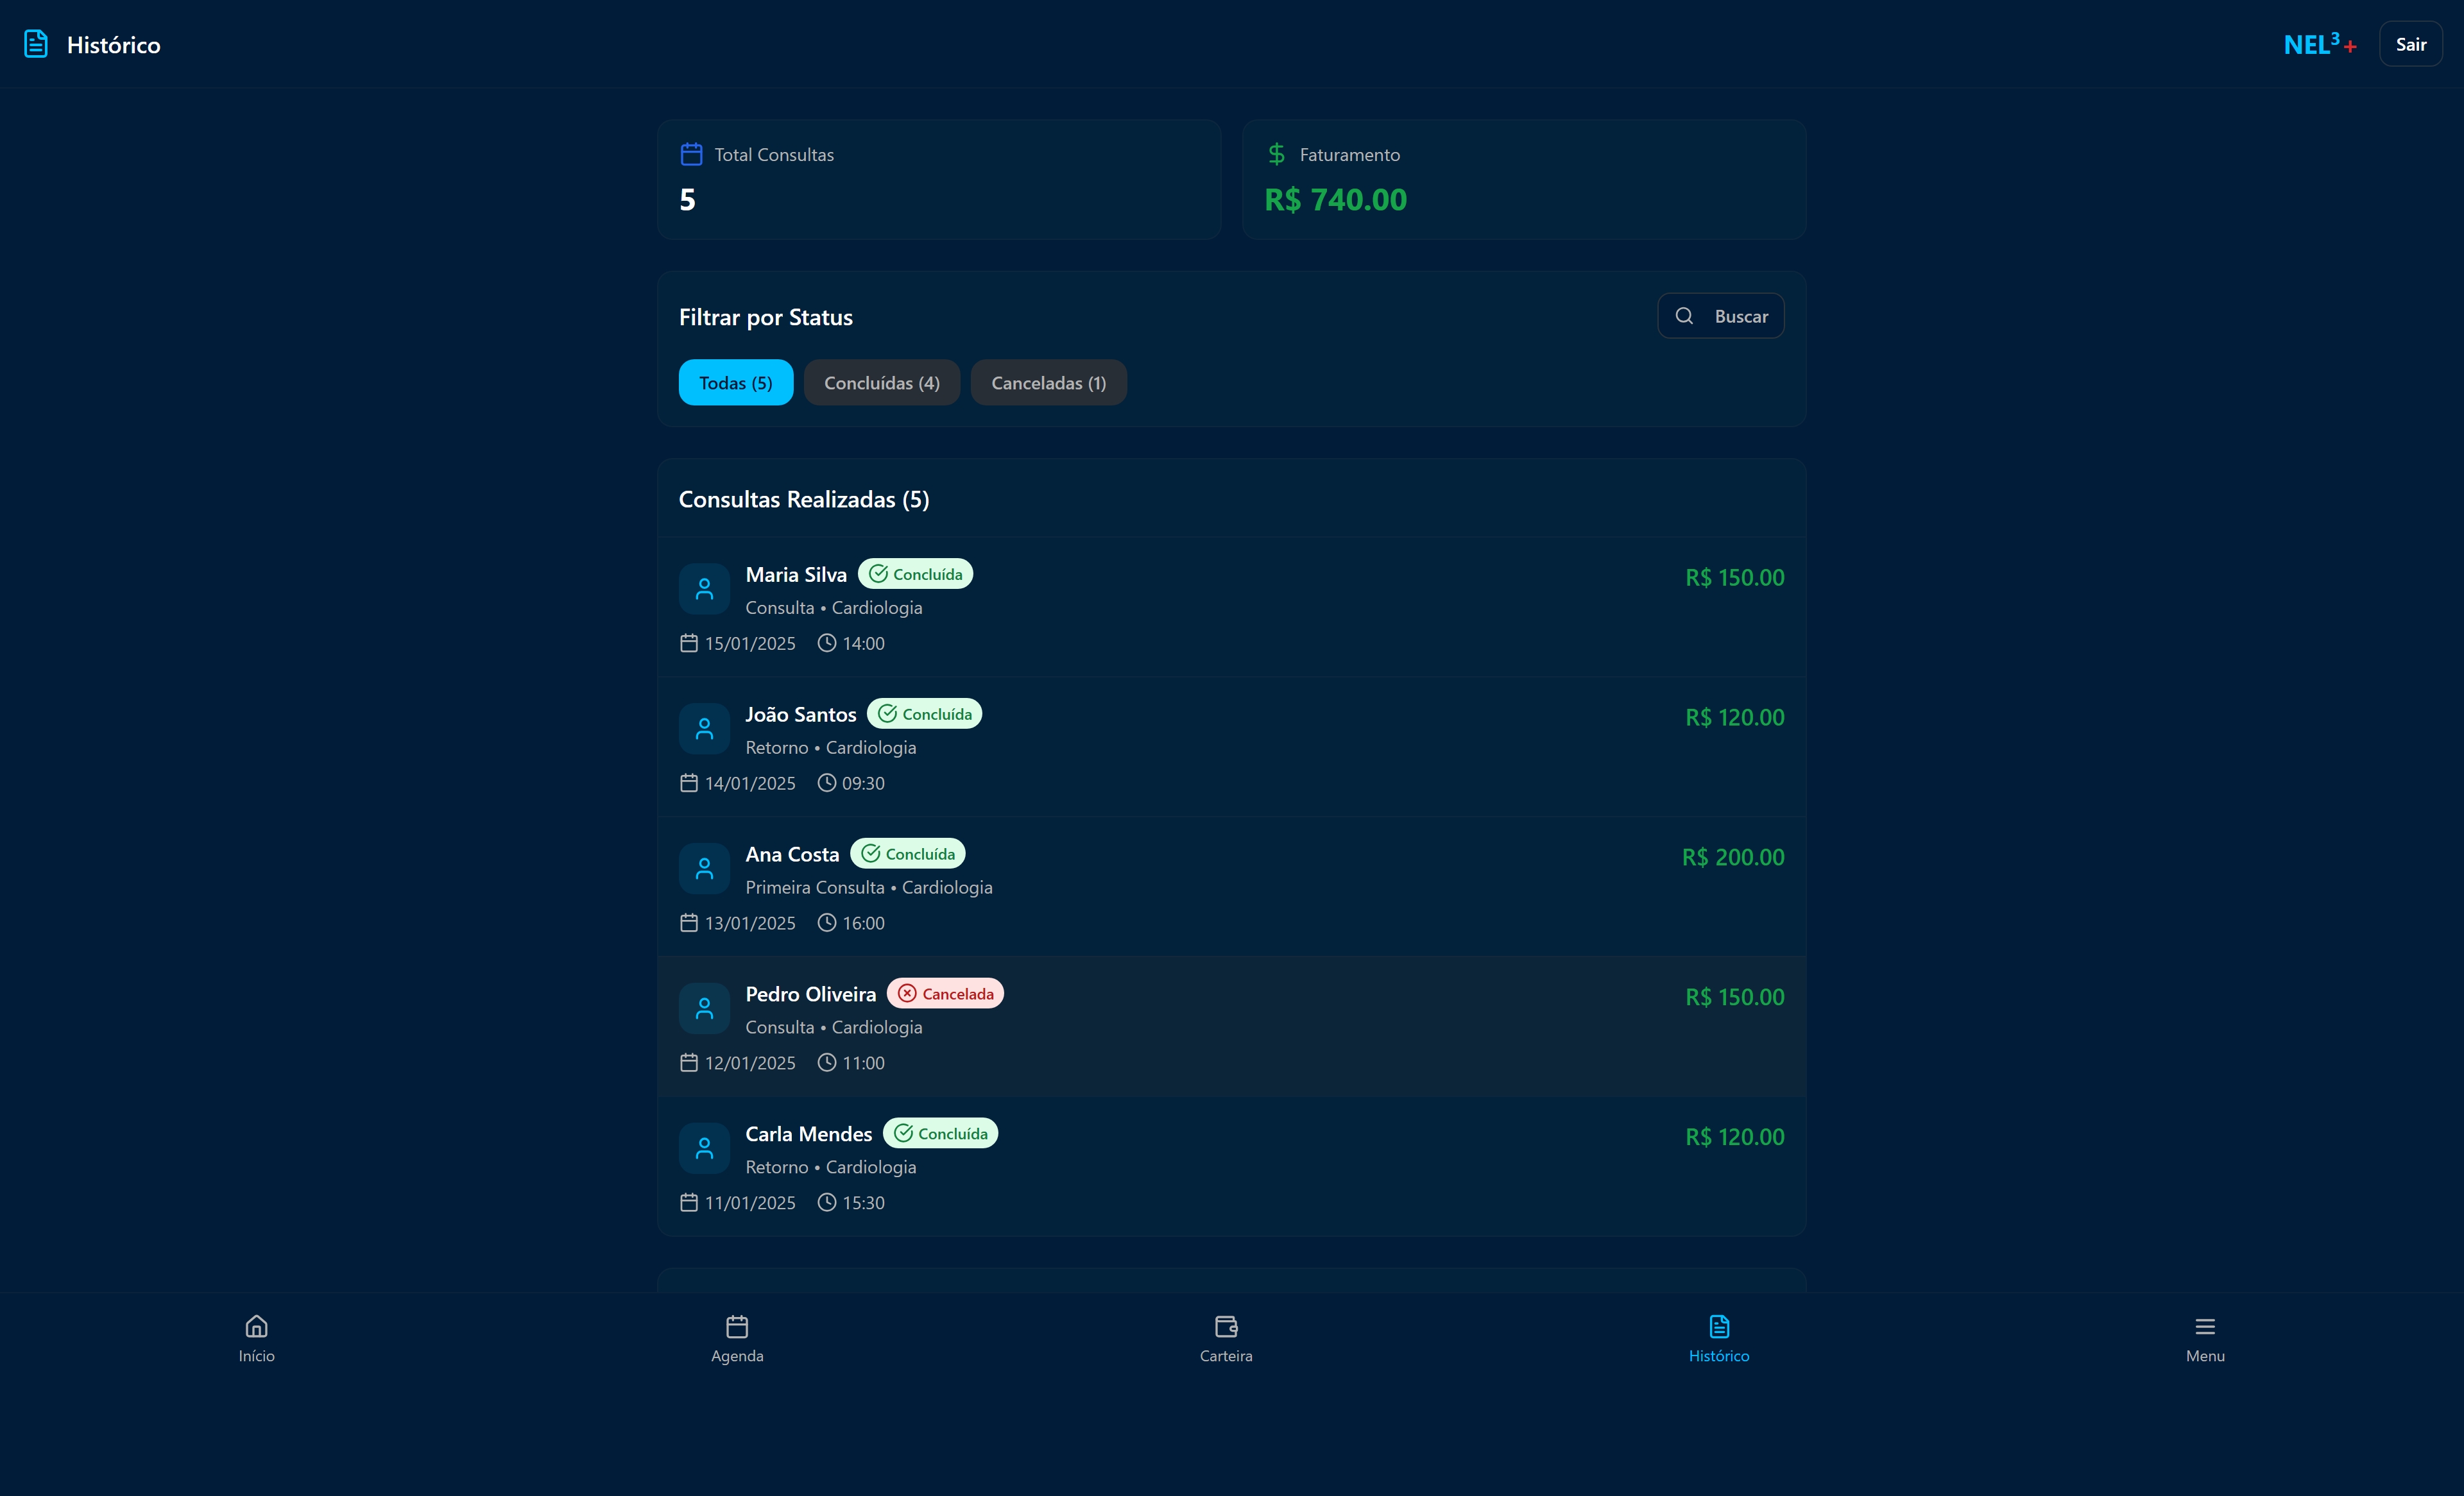 Histórico
NEL³+
Sair
Total Consultas
5
Faturamento
R$ 740.00
Filtrar por Status
Buscar
Todas (5)
Concluídas (4)
Canceladas (1)
Consultas Realizadas (5)
Maria Silva Concluída R$ 150.00
Consulta • Cardiologia
15/01/2025 14:00
João Santos Concluída R$ 120.00
Retorno • Cardiologia
14/01/2025 09:30
Ana Costa Concluída R$ 200.00
Primeira Consulta • Cardiologia
13/01/2025 16:00
Pedro Oliveira Cancelada R$ 150.00
Consulta • Cardiologia
12/01/2025 11:00
Carla Mendes Concluída R$ 120.00
Retorno • Cardiologia
11/01/2025 15:30
Início
Agenda
Carteira
Histórico
Menu